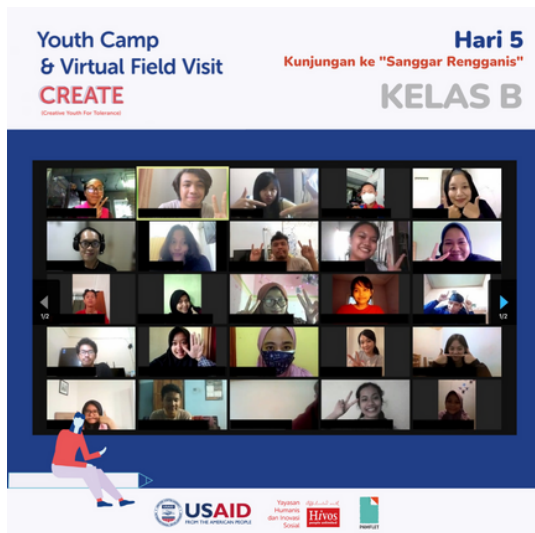 Youth Camp
& Virtual Field Visit
CREATE
(Creative Youth For Tolerance)
Hari 5
Kunjungan ke "Sanggar Rengganis"
KELAS B
1/2
1/2
USAID
FROM THE AMERICAN PEOPLE
Yayasan
Humanis
dan Inovasi
Sosial
Hivos
PAMFLET